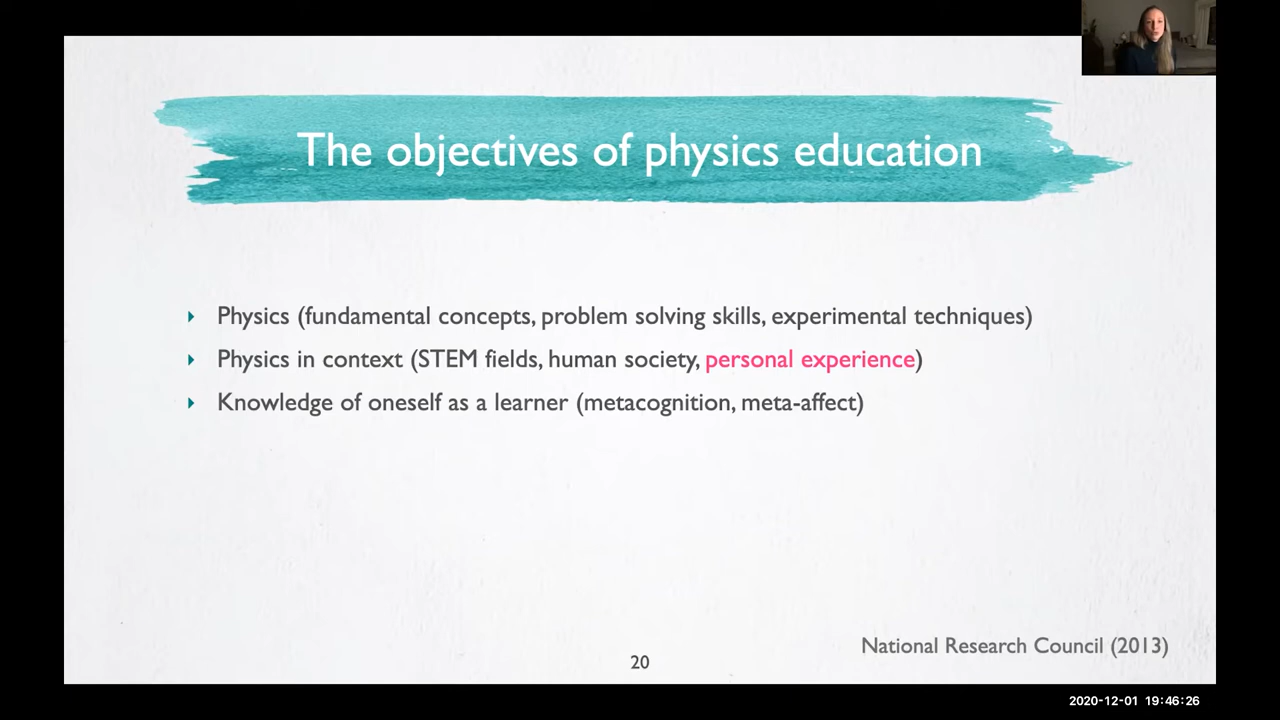 The objectives of physics education
Physics (fundamental concepts, problem solving skills, experimental techniques)
Physics in context (STEM fields, human society, personal experience)
Knowledge of oneself as a learner (metacognition, meta-affect)
National Research Council (2013)
20
2020-12-01 19:46:26